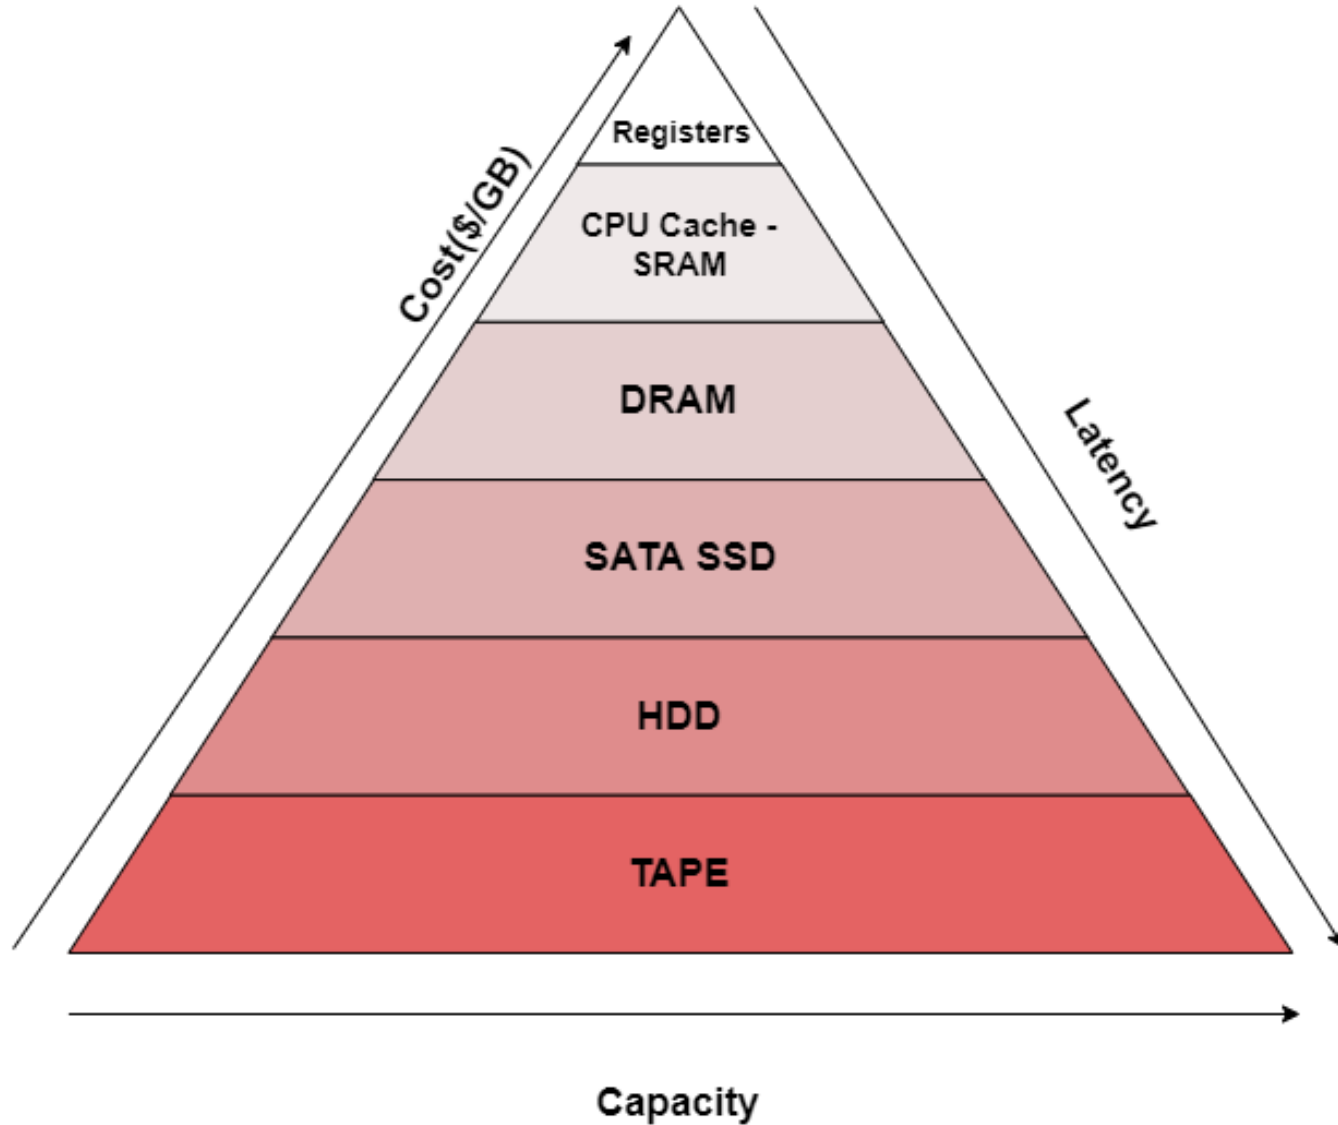 Registers
Cost($/GB)
CPU Cache -
SRAM
DRAM
Latency
SATA SSD
HDD
TAPE
Capacity